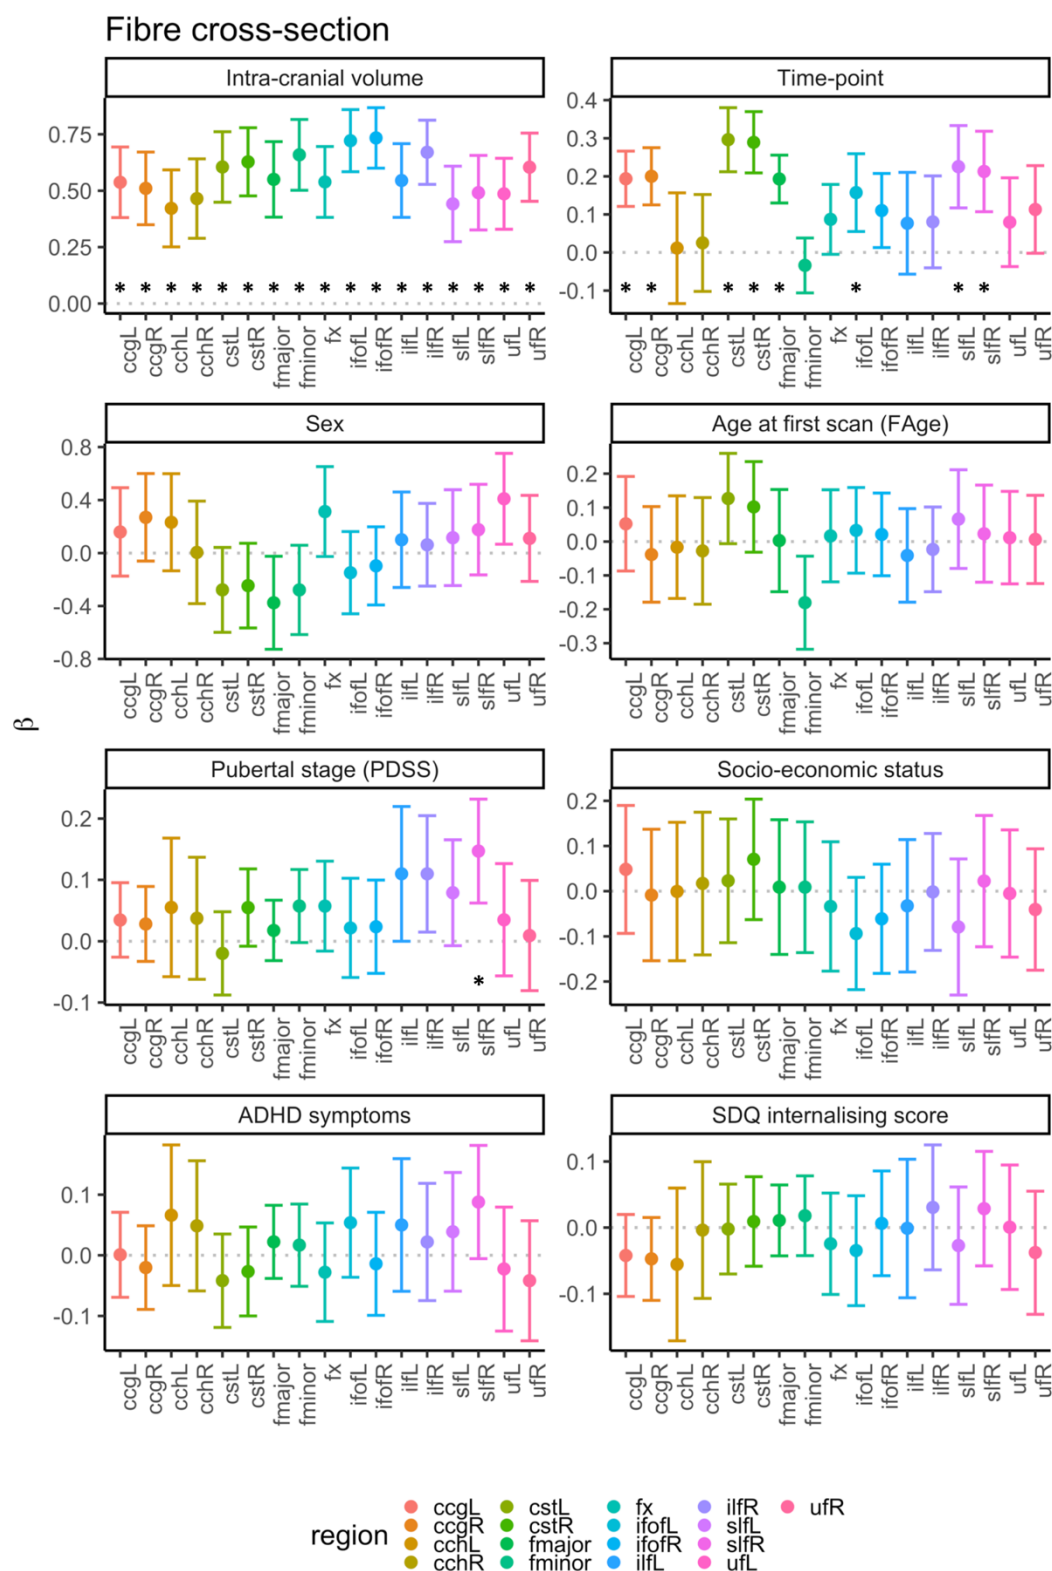 Fibre cross-section
Intra-cranial volume
0.75
0.50
0.25
0.00
* * * * * * * * * * * * * * * * *
ccgL ccgR cchL cchR cstL cstR fmajor fminor fx ifofL ifofR ilfL ilfR slfL slfR ufL ufR
Time-point
0.4
0.3
0.2
0.1
0.0
-0.1
* * * * * * * *
ccgL ccgR cchL cchR cstL cstR fmajor fminor fx ifofL ifofR ilfL ilfR slfL slfR ufL ufR
Sex
0.8
0.4
0.0
-0.4
-0.8
ccgL ccgR cchL cchR cstL cstR fmajor fminor fx ifofL ifofR ilfL ilfR slfL slfR ufL ufR
Age at first scan (FAge)
0.2
0.1
0.0
-0.1
-0.2
-0.3
ccgL ccgR cchL cchR cstL cstR fmajor fminor fx ifofL ifofR ilfL ilfR slfL slfR ufL ufR
β
Pubertal stage (PDSS)
0.2
0.1
0.0
-0.1
*
ccgL ccgR cchL cchR cstL cstR fmajor fminor fx ifofL ifofR ilfL ilfR slfL slfR ufL ufR
Socio-economic status
0.2
0.1
0.0
-0.1
-0.2
ccgL ccgR cchL cchR cstL cstR fmajor fminor fx ifofL ifofR ilfL ilfR slfL slfR ufL ufR
ADHD symptoms
0.1
0.0
-0.1
ccgL ccgR cchL cchR cstL cstR fmajor fminor fx ifofL ifofR ilfL ilfR slfL slfR ufL ufR
SDQ internalising score
0.1
0.0
-0.1
ccgL ccgR cchL cchR cstL cstR fmajor fminor fx ifofL ifofR ilfL ilfR slfL slfR ufL ufR
region
ccgL cstL fx ilfR ufR
ccgR cstR ifofL slfL
cchL fmajor ifofR slfR
cchR fminor ilfL ufL